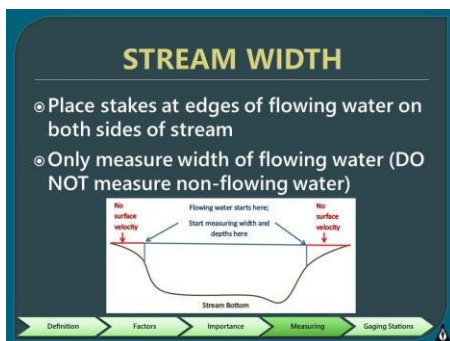 STREAM WIDTH
Place stakes at edges of flowing water on
both sides of stream
Only measure width of flowing water (DO
NOT measure non-flowing water)
No
surface
velocity
Flowing water starts here;
Start measuring width and
depths here
No
surface
velocity
Stream Bottom
Definition
Factors
Importance
Measuring
Gaging Stations